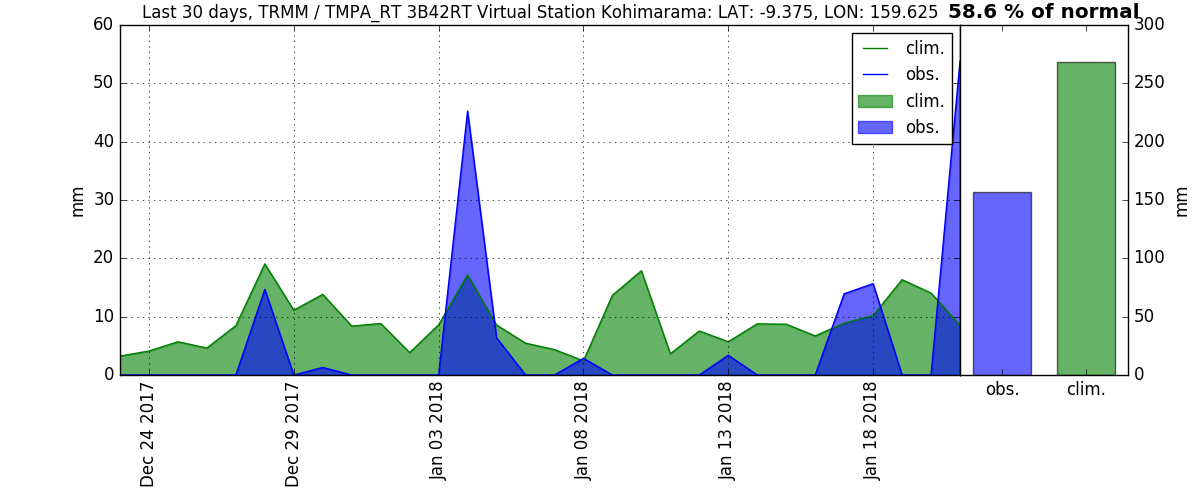 Last 30 days, TRMM / TMPA_RT 3B42RT Virtual Station Kohimarama: LAT: -9.375, LON: 159.625
58.6 % of normal
60
50
40
30
20
10
0
mm
clim.
obs.
clim.
obs.
Dec 24 2017
Dec 29 2017
Jan 03 2018
Jan 08 2018
Jan 13 2018
Jan 18 2018
300
250
200
150
100
50
0
mm
obs.
clim.